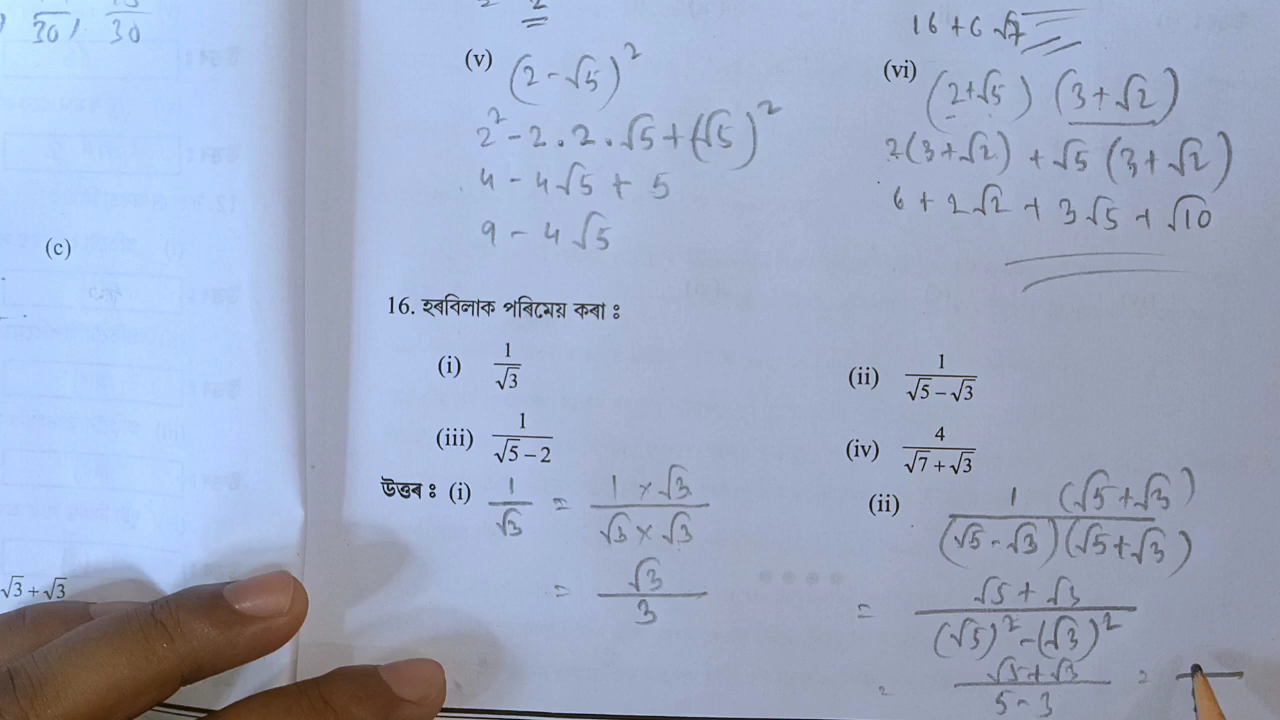 30, 30
2
16 + 6√7
(v) (2 - √5)²
2² - 2 . 2 . √5 + (√5)²
4 - 4√5 + 5
9 - 4√5
(vi) (2+√5) (3+√2)
2(3+√2) + √5 (3+√2)
6 + 2√2 + 3√5 + √10
(c)
√3 + √3
16. হৰবিলাক পৰিমেয় কৰা ঃ
(i) 1/√3
(ii) 1/(√5 - √3)
(iii) 1/(√5 - 2)
(iv) 4/(√7 + √3)
উত্তৰ ঃ (i) 1/√3 = (1 × √3)/(√3 × √3)
= √3/3
(ii) 1 (√5+√3)/(√5 - √3)(√5+√3)
= (√5 + √3)/((√5)² - (√3)²)
= (√5+√3)/(5 - 3) =